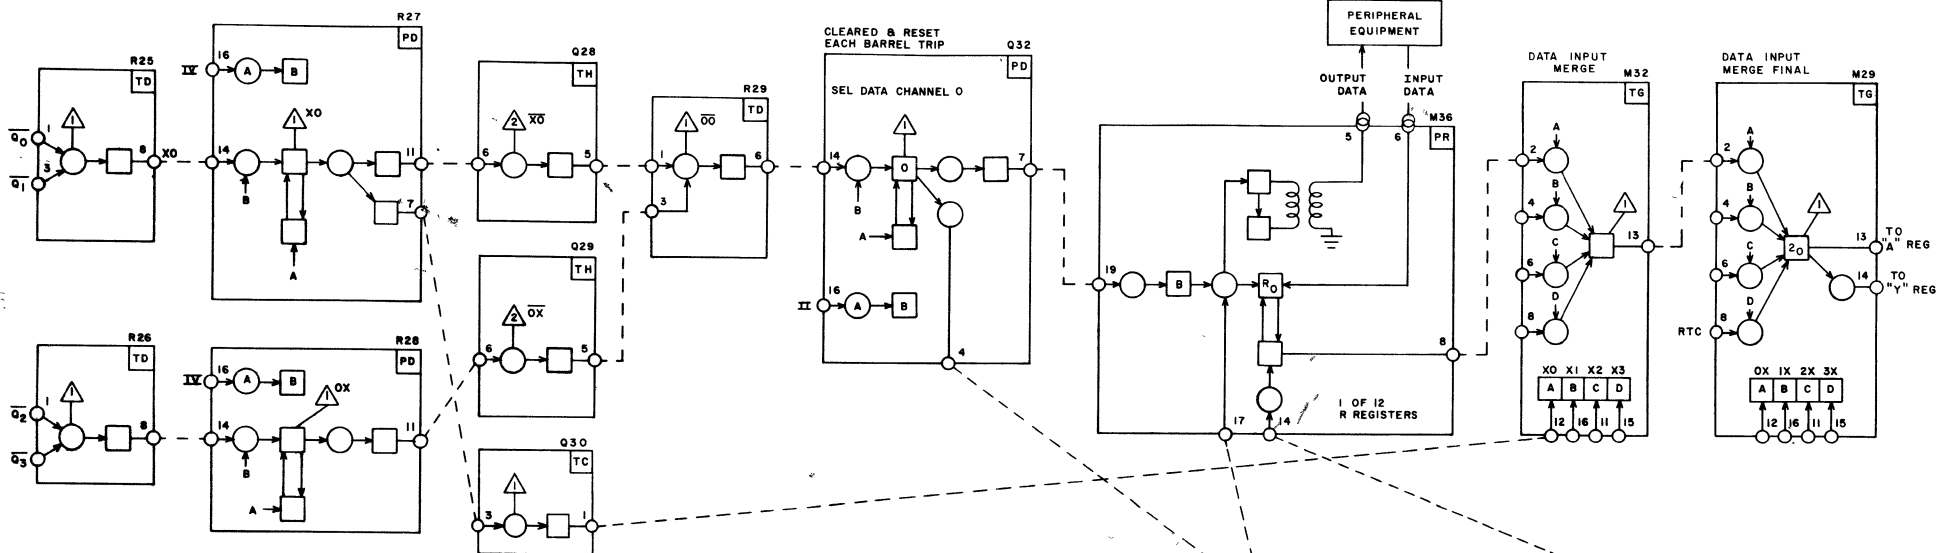 R25
TD
Q0
Q1
1
3
1
8
X0
R27
PD
IV
16
A
B
1
X0
14
B
11
7
A
Q28
TH
2
X0
6
5
R29
TD
1
00
1
3
6
CLEARED & RESET
EACH BARREL TRIP
Q32
PD
SEL DATA CHANNEL 0
1
14
0
7
B
A
II
16
A
B
4
PERIPHERAL
EQUIPMENT
OUTPUT
DATA
INPUT
DATA
5
6
M36
PR
19
B
R0
8
1 OF 12
R REGISTERS
17
14
DATA INPUT
MERGE
M32
TG
A
2
B
4
C
6
D
8
1
13
X0 X1 X2 X3
A B C D
12 16 11 15
DATA INPUT
MERGE FINAL
M29
TG
A
2
B
4
C
6
D
RTC
8
1
20
13
TO
"A" REG
14
TO
"Y" REG
0X 1X 2X 3X
A B C D
12 16 11 15
R26
TD
Q2
Q3
1
1
8
R28
PD
IV
16
A
B
1
0X
14
B
11
A
Q29
TH
2
0X
6
5
Q30
TC
1
3
1